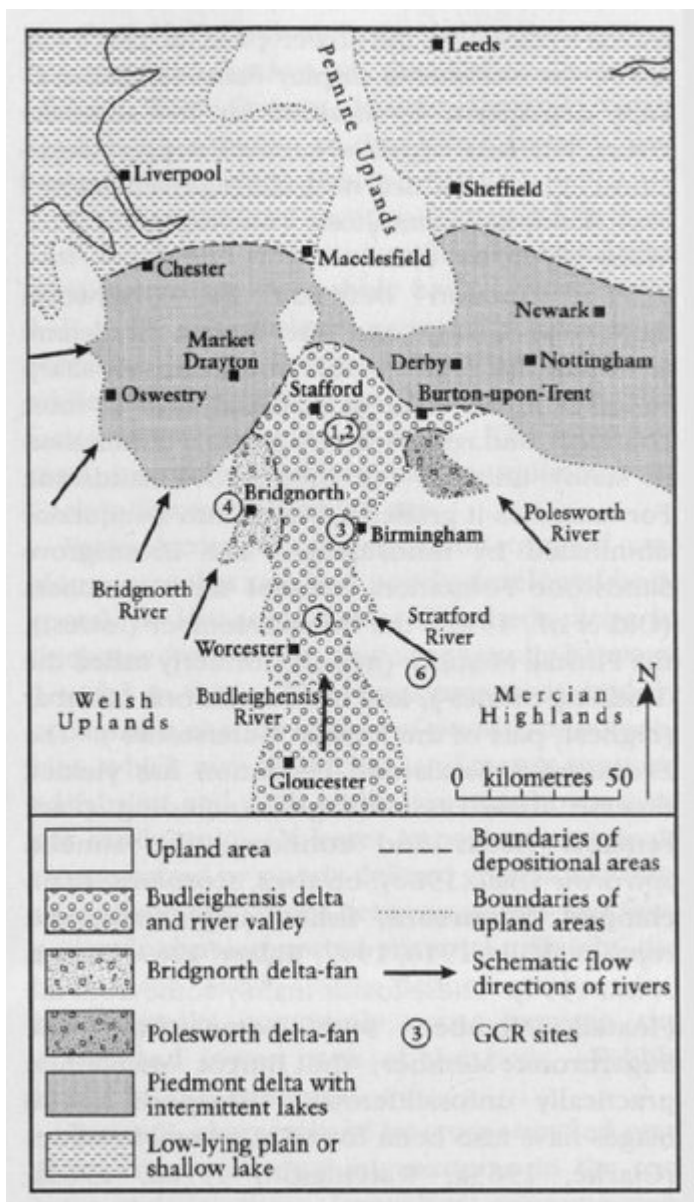 Leeds
Pennine
Uplands
Liverpool
Sheffield
Macclesfield
Chester
Newark
Market
Drayton
Derby
Nottingham
Oswestry
Stafford
Burton-upon-Trent
1,2
4
Bridgnorth
3
Birmingham
Polesworth
River
Bridgnorth
River
5
Stratford
River
6
Worcester
Welsh
Uplands
Budleighensis
River
Mercian
Highlands
N
Gloucester
0 kilometres 50
Upland area
Boundaries of
depositional areas
Budleighensis delta
and river valley
Boundaries of
upland areas
Bridgnorth delta-fan
Schematic flow
directions of rivers
Polesworth delta-fan
3 GCR sites
Piedmont delta with
intermittent lakes
Low-lying plain or
shallow lake